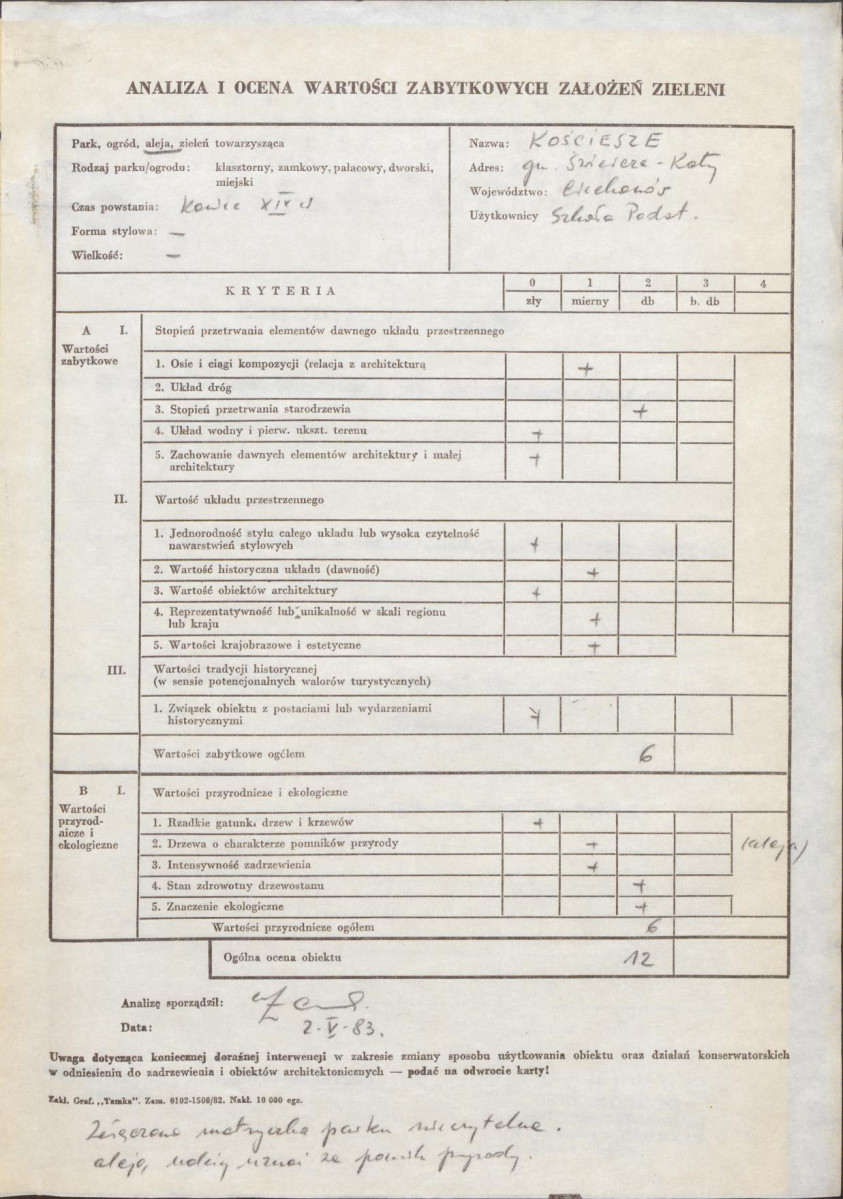 ANALIZA I OCENA WARTOŚCI ZABYTKOWYCH ZAŁOŻEŃ ZIELENI
Park, ogród, aleja, zieleń towarzysząca
Rodzaj parku/ogrodu: klasztorny, zamkowy, pałacowy, dworski,
miejski
Czas powstania: koniec XIX w
Forma stylowa: —
Wielkość: —
Nazwa: KOŚCIESZE
Adres: gm.
Województwo: Ciechanów
Użytkownicy Szkoła Podst.
KRYTERIA
0 1 2 3 4
zły mierny db b. db
A I. Stopień przetrwania elementów dawnego układu przestrzennego
Wartości
zabytkowe
1. Osie i ciągi kompozycji (relacja z architekturą +
2. Układ dróg
3. Stopień przetrwania starodrzewia +
4. Układ wodny i pierw. ukszt. terenu +
5. Zachowanie dawnych elementów architektury i małej +
architektury
II. Wartość układu przestrzennego
1. Jednorodność stylu całego układu lub wysoka czytelność
nawarstwień stylowych +
2. Wartość historyczna układu (dawność) +
3. Wartość obiektów architektury +
4. Reprezentatywność lub unikalność w skali regionu
lub kraju +
5. Wartości krajobrazowe i estetyczne +
III. Wartości tradycji historycznej
(w sensie potencjonalnych walorów turystycznych)
1. Związek obiektu z postaciami lub wydarzeniami
historycznymi +
Wartości zabytkowe ogółem 6
B I. Wartości przyrodnicze i ekologiczne
Wartości
przyrod-
nicze i
ekologiczne
1. Rzadkie gatunki drzew i krzewów +
2. Drzewa o charakterze pomników przyrody + (aleja)
3. Intensywność zadrzewienia +
4. Stan zdrowotny drzewostanu +
5. Znaczenie ekologiczne +
Wartości przyrodnicze ogółem 6
Ogólna ocena obiektu 12
Analizę sporządził:
Data: 2.V.83.
Uwaga dotycząca koniecznej doraźnej interwencji w zakresie zmiany sposobu użytkowania obiektu oraz działań konserwatorskich
w odniesieniu do zadrzewienia i obiektów architektonicznych — podać na odwrocie karty!
Zakł. Graf. „Tamka". Zam. 0102-1500/82. Nakł. 10 000 egz.
parku nieczytelne.
aleję, należy uznać za pomnik przyrody.